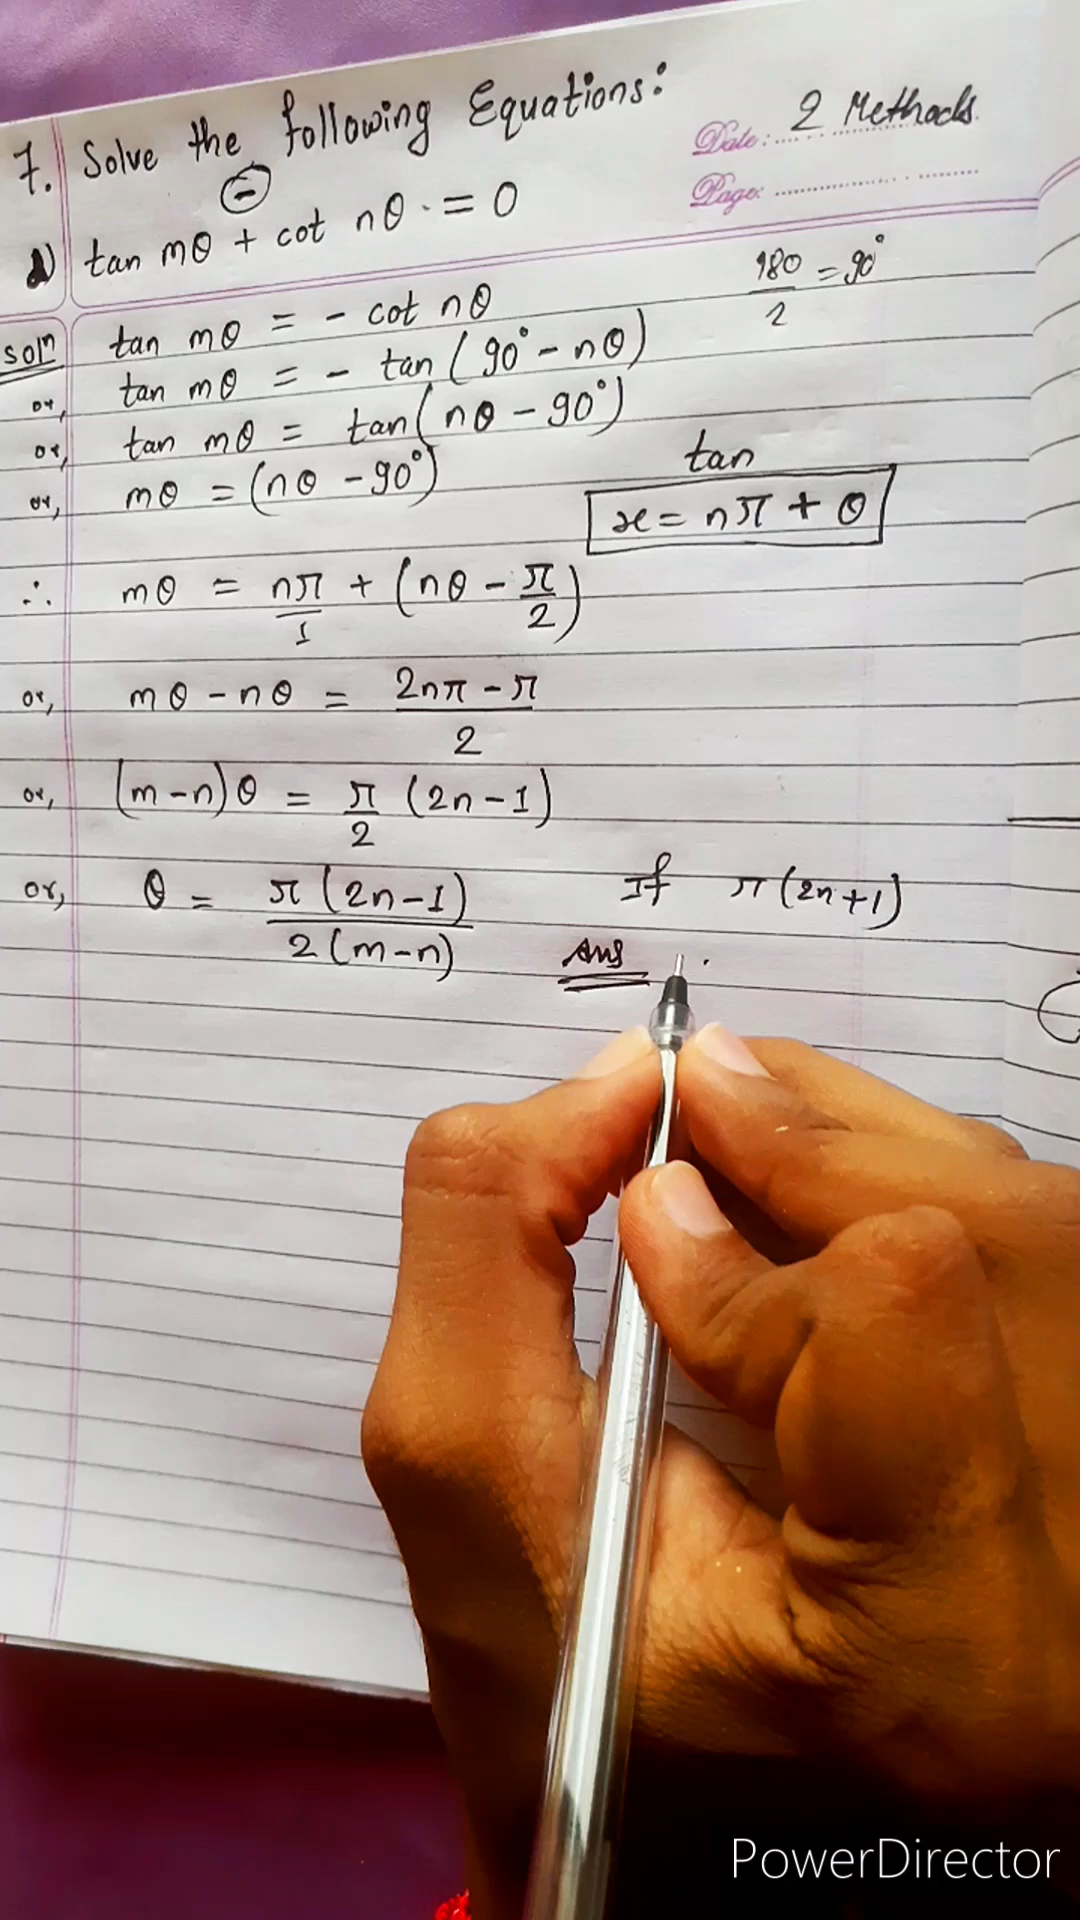 7. Solve the following Equations:
2 Methods
Date:
Page:
-
a) tan mθ + cot nθ . = 0
180/2 = 90°
Soln tan mθ = - cot nθ
or, tan mθ = - tan (90° - nθ)
or, tan mθ = tan (nθ - 90°)
or, mθ = (nθ - 90°)
tan
x = nπ + θ
∴ mθ = nπ/1 + (nθ - π/2)
or, mθ - nθ = 2nπ - π/2
or, (m-n)θ = π/2 (2n-1)
or, θ = π(2n-1)/2(m-n)
If π(2n+1)
Ans
PowerDirector